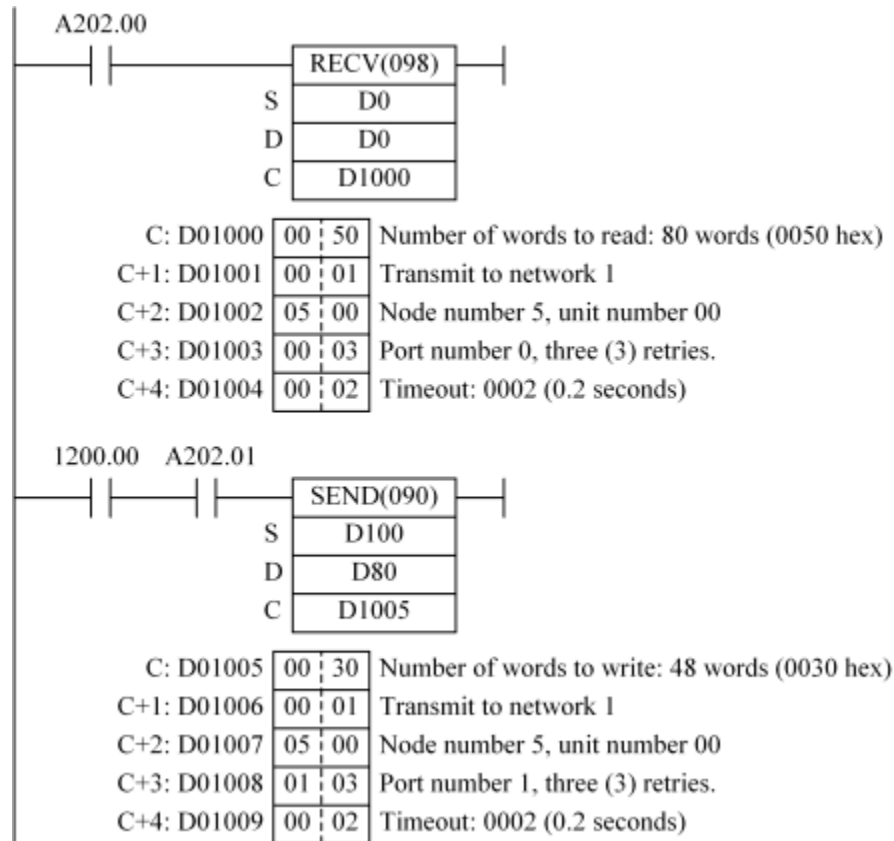 A202.00
RECV(098)
S D0
D D0
C D1000
C: D01000 00 50 Number of words to read: 80 words (0050 hex)
C+1: D01001 00 01 Transmit to network 1
C+2: D01002 05 00 Node number 5, unit number 00
C+3: D01003 00 03 Port number 0, three (3) retries.
C+4: D01004 00 02 Timeout: 0002 (0.2 seconds)
1200.00 A202.01
SEND(090)
S D100
D D80
C D1005
C: D01005 00 30 Number of words to write: 48 words (0030 hex)
C+1: D01006 00 01 Transmit to network 1
C+2: D01007 05 00 Node number 5, unit number 00
C+3: D01008 01 03 Port number 1, three (3) retries.
C+4: D01009 00 02 Timeout: 0002 (0.2 seconds)